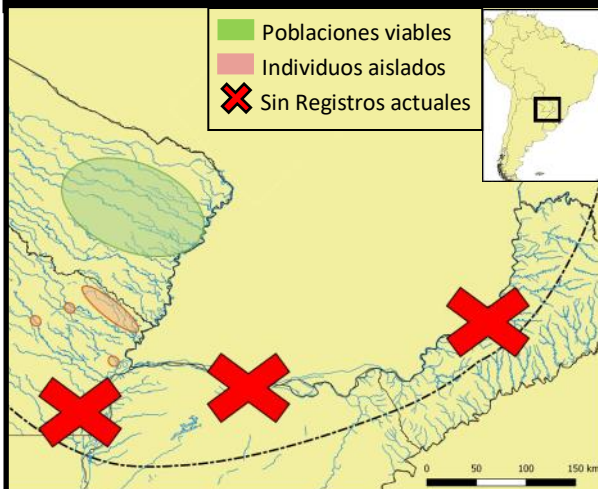 Poblaciones viables
Individuos aislados
Sin Registros actuales
0 50 100 150 km